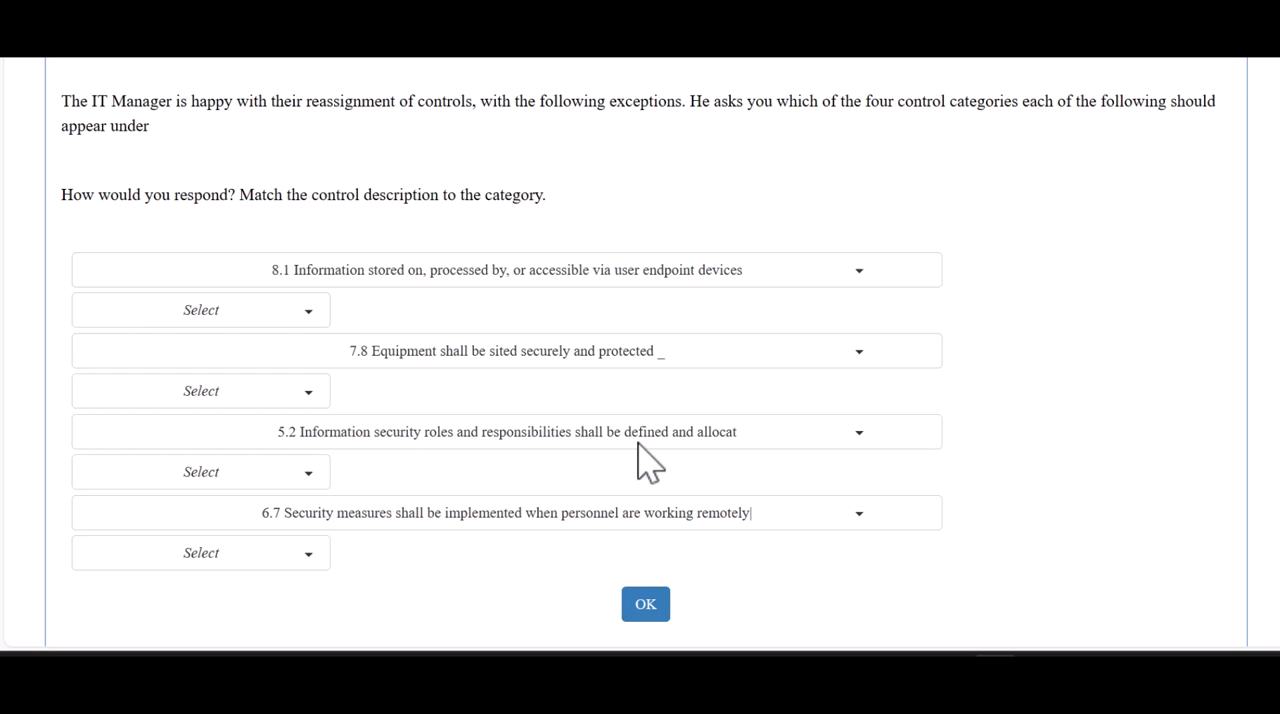 The IT Manager is happy with their reassignment of controls, with the following exceptions. He asks you which of the four control categories each of the following should
appear under
How would you respond? Match the control description to the category.
8.1 Information stored on, processed by, or accessible via user endpoint devices
Select
7.8 Equipment shall be sited securely and protected _
Select
5.2 Information security roles and responsibilities shall be defined and allocat
Select
6.7 Security measures shall be implemented when personnel are working remotely|
Select
OK